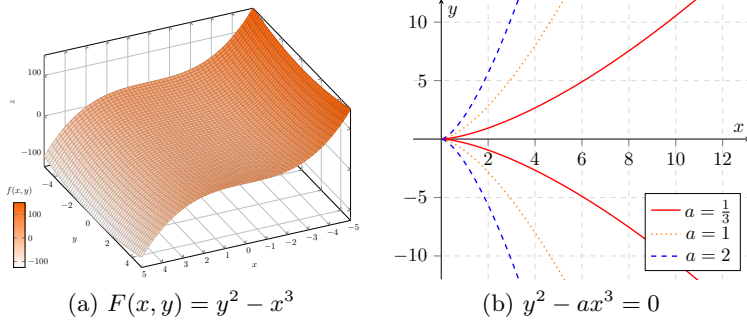 100
0
−100
z
f(x,y)
100
0
−100
−4
−2
0
2
4
y
5
4
3
2
1
0
-1
-2
-3
-4
-5
x
(a) F(x, y) = y² − x³
y
10
5
−5
−10
2
4
6
8
10
12
x
a = 1/3
a = 1
a = 2
(b) y² − ax³ = 0